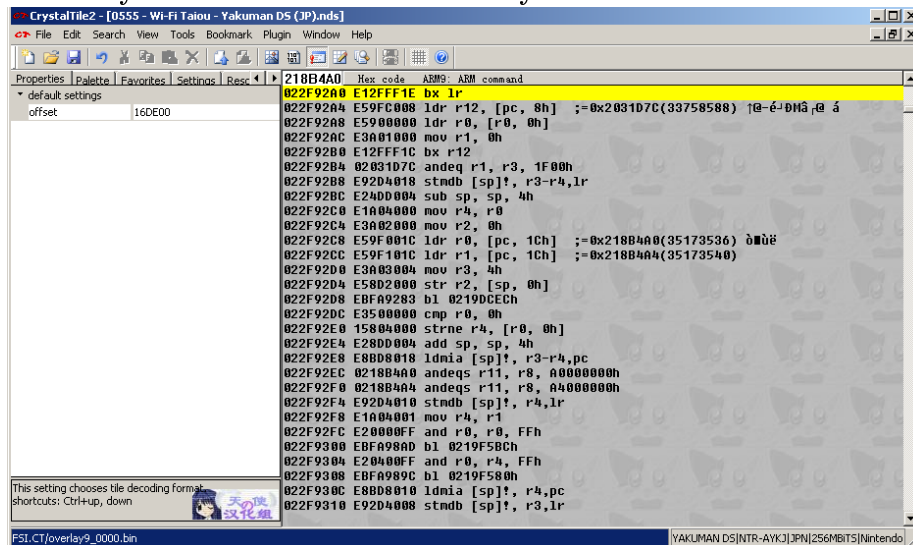 CrystalTile2 - [0555 - Wi-Fi Taiou - Yakuman DS (JP).nds]
File Edit Search View Tools Bookmark Plugin Window Help
Properties Palette Favorites Settings Resc
218B4A0 Hex code ARM9: ARM command
default settings
offset 16DE00
022F92A0 E12FFF1E bx lr
022F92A4 E59FC008 ldr r12, [pc, 8h] ;=0x2031D7C(33758588) †@-é┘ÐMâ╓@ á
022F92A8 E5900000 ldr r0, [r0, 0h]
022F92AC E3A01000 mov r1, 0h
022F92B0 E12FFF1C bx r12
022F92B4 02031D7C andeq r1, r3, 1F00h
022F92B8 E92D4018 stmdb [sp]!, r3-r4,lr
022F92BC E24DD004 sub sp, sp, 4h
022F92C0 E1A04000 mov r4, r0
022F92C4 E3A02000 mov r2, 0h
022F92C8 E59F001C ldr r0, [pc, 1Ch] ;=0x218B4A0(35173536) ò■ùë
022F92CC E59F101C ldr r1, [pc, 1Ch] ;=0x218B4A4(35173540)
022F92D0 E3A03004 mov r3, 4h
022F92D4 E58D2000 str r2, [sp, 0h]
022F92D8 EBFA9283 bl 0219DCECh
022F92DC E3500000 cmp r0, 0h
022F92E0 15804000 strne r4, [r0, 0h]
022F92E4 E28DD004 add sp, sp, 4h
022F92E8 E8BD8018 ldmia [sp]!, r3-r4,pc
022F92EC 0218B4A0 andeqs r11, r8, A0000000h
022F92F0 0218B4A4 andeqs r11, r8, A4000000h
022F92F4 E92D4010 stmdb [sp]!, r4,lr
022F92F8 E1A04001 mov r4, r1
022F92FC E20000FF and r0, r0, FFh
022F9300 EBFA98AD bl 0219F5BCh
022F9304 E20400FF and r0, r4, FFh
022F9308 EBFA989C bl 0219F580h
022F930C E8BD8010 ldmia [sp]!, r4,pc
022F9310 E92D4008 stmdb [sp]!, r3,lr
This setting chooses tile decoding format
shortcuts: Ctrl+up, down
天使
汉化组
FSI.CT/overlay9_0000.bin
YAKUMAN DS|NTR-AYKJ|JPN|256MBiTS|Nintendo